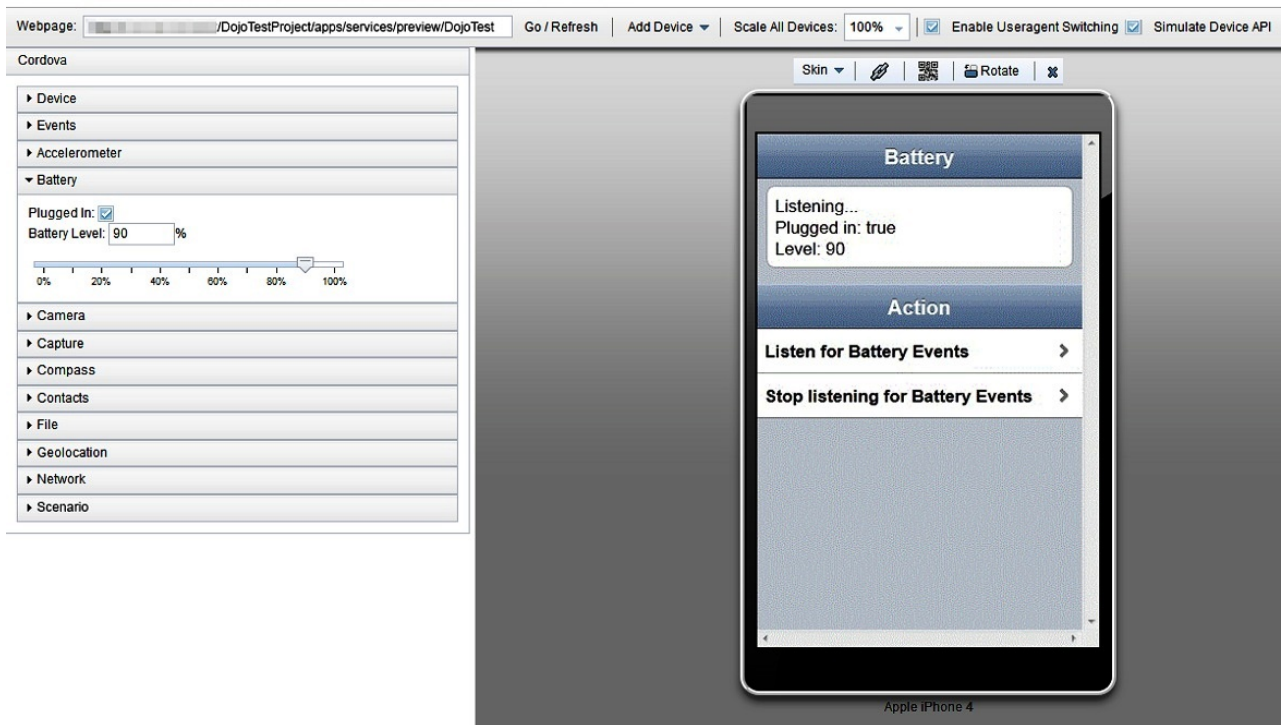 Webpage: /DojoTestProject/apps/services/preview/DojoTest Go / Refresh Add Device Scale All Devices: 100% Enable Useragent Switching Simulate Device API
Cordova
Device
Events
Accelerometer
Battery
Plugged In:
Battery Level: 90 %
0% 20% 40% 60% 80% 100%
Camera
Capture
Compass
Contacts
File
Geolocation
Network
Scenario
Skin Rotate
Battery
Listening...
Plugged in: true
Level: 90
Action
Listen for Battery Events
Stop listening for Battery Events
Apple iPhone 4